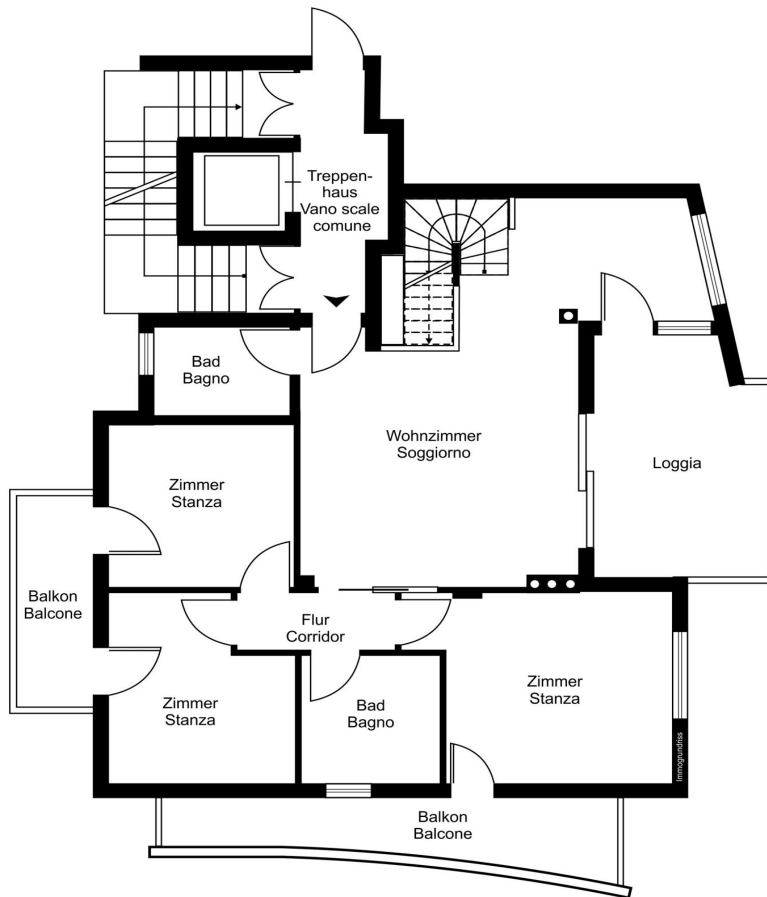 Treppen-
haus
Vano scale
comune
Bad
Bagno
Wohnzimmer
Soggiorno
Loggia
Zimmer
Stanza
Balkon
Balcone
Flur
Corridor
Zimmer
Stanza
Bad
Bagno
Zimmer
Stanza
Immogrundriss
Balkon
Balcone